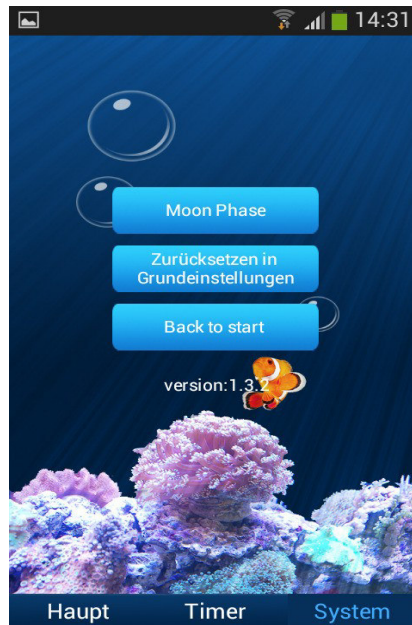 14:31
Moon Phase
Zurücksetzen in
Grundeinstellungen
Back to start
version:1.3.2
Haupt Timer System